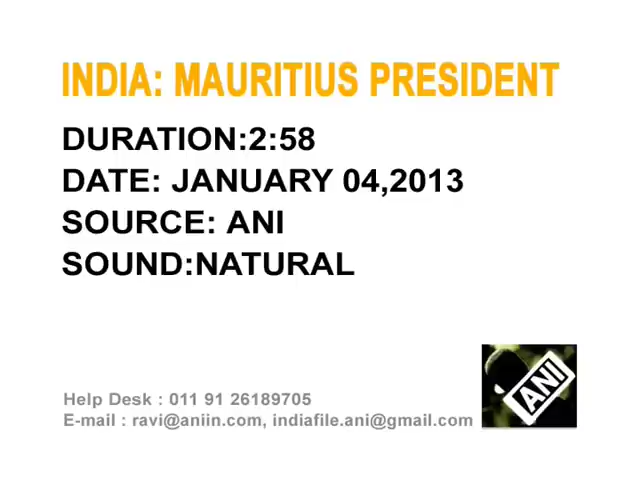 INDIA: MAURITIUS PRESIDENT
DURATION:2:58
DATE: JANUARY 04,2013
SOURCE: ANI
SOUND:NATURAL
ANI
Help Desk : 011 91 26189705
E-mail : ravi@aniin.com, indiafile.ani@gmail.com